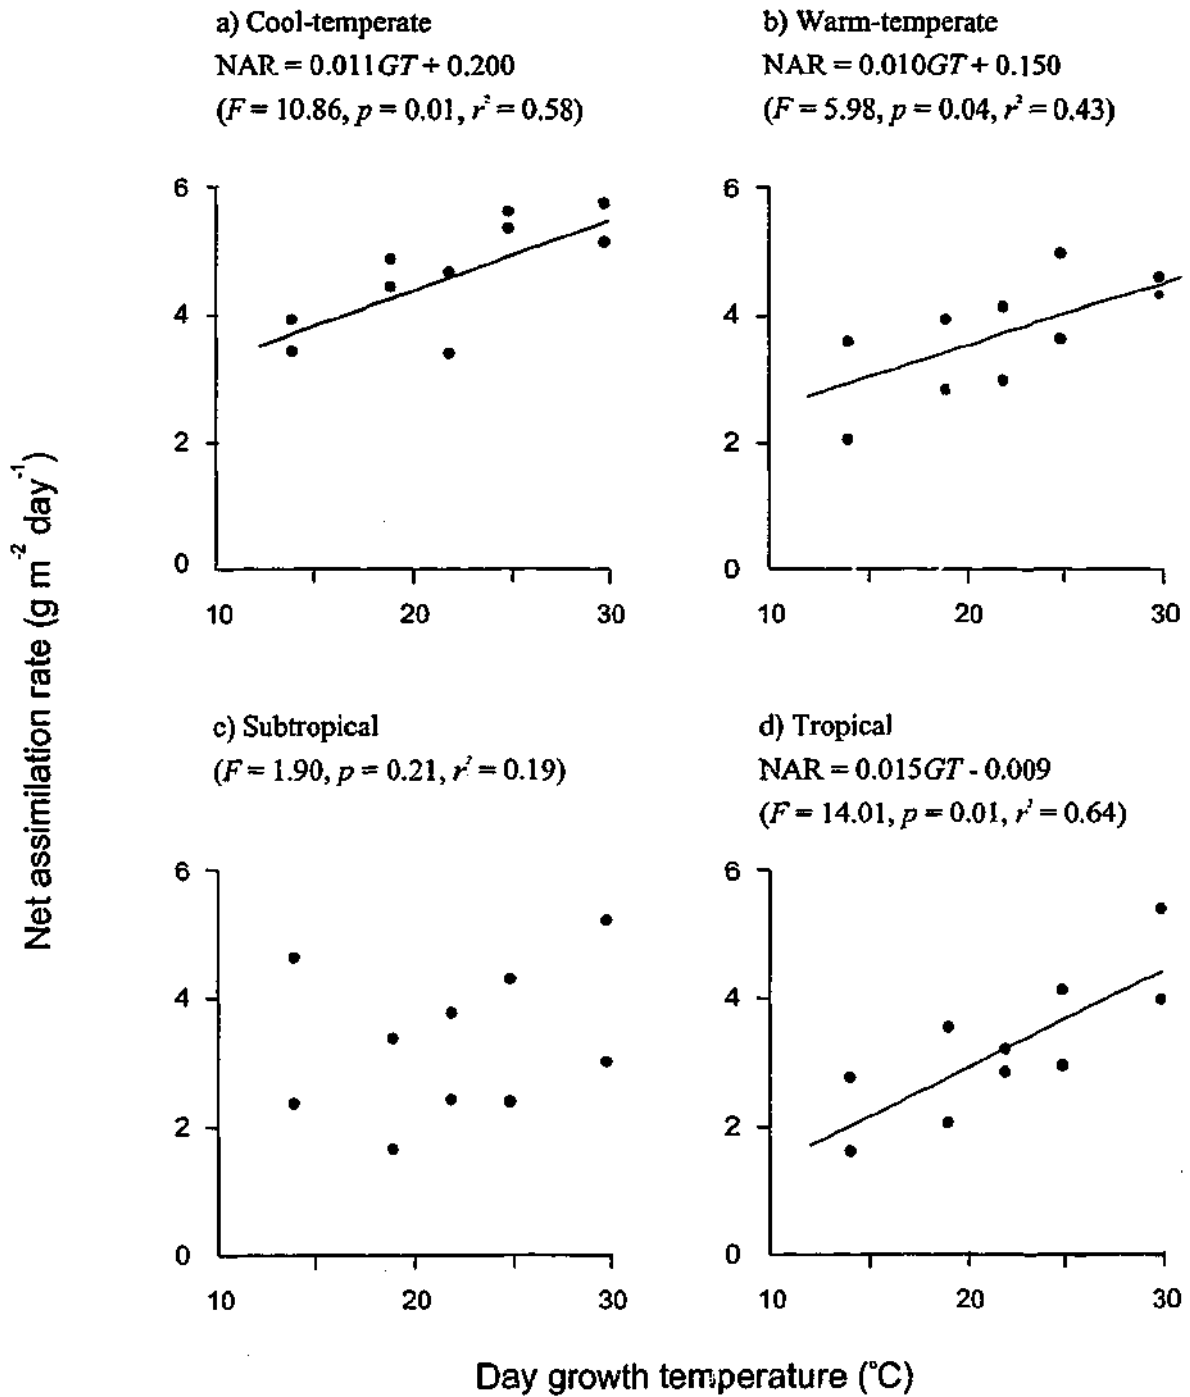 a) Cool-temperate
NAR = 0.011GT + 0.200
(F = 10.86, p = 0.01, r² = 0.58)
b) Warm-temperate
NAR = 0.010GT + 0.150
(F = 5.98, p = 0.04, r² = 0.43)
6
4
2
0
10
20
30
6
4
2
0
10
20
30
Net assimilation rate (g m⁻² day⁻¹)
c) Subtropical
(F = 1.90, p = 0.21, r² = 0.19)
d) Tropical
NAR = 0.015GT - 0.009
(F = 14.01, p = 0.01, r² = 0.64)
6
4
2
0
10
20
30
6
4
2
0
10
20
30
Day growth temperature (°C)